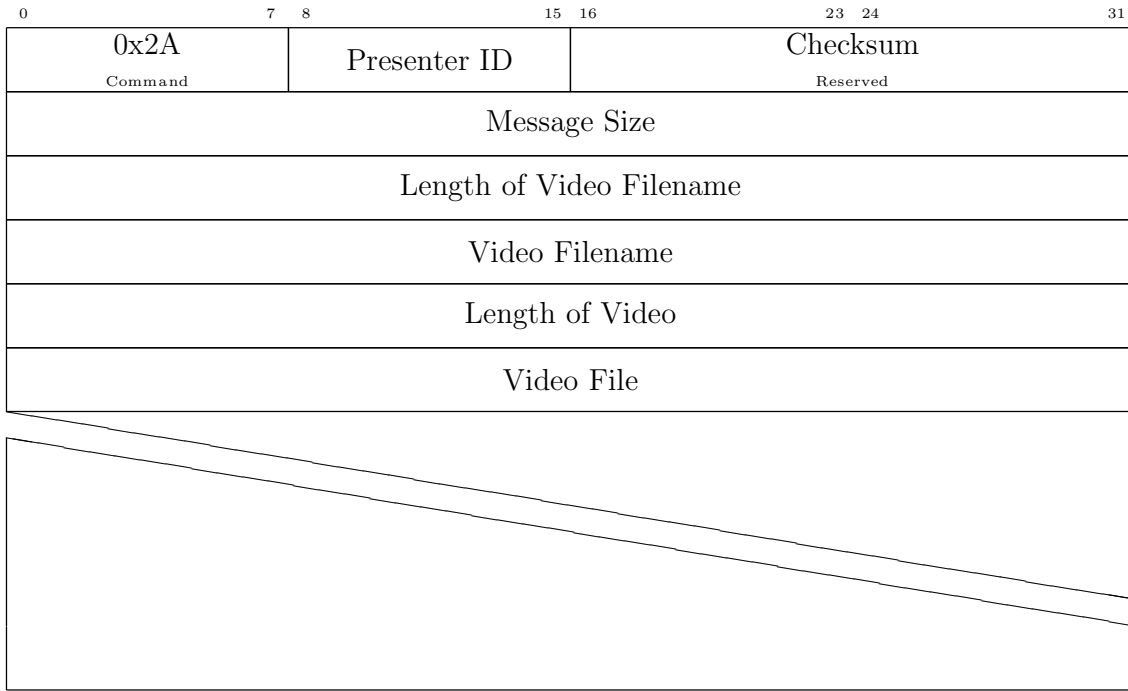 0 7 8 15 16 23 24 31
0x2A Presenter ID Checksum
Command Reserved
Message Size
Length of Video Filename
Video Filename
Length of Video
Video File